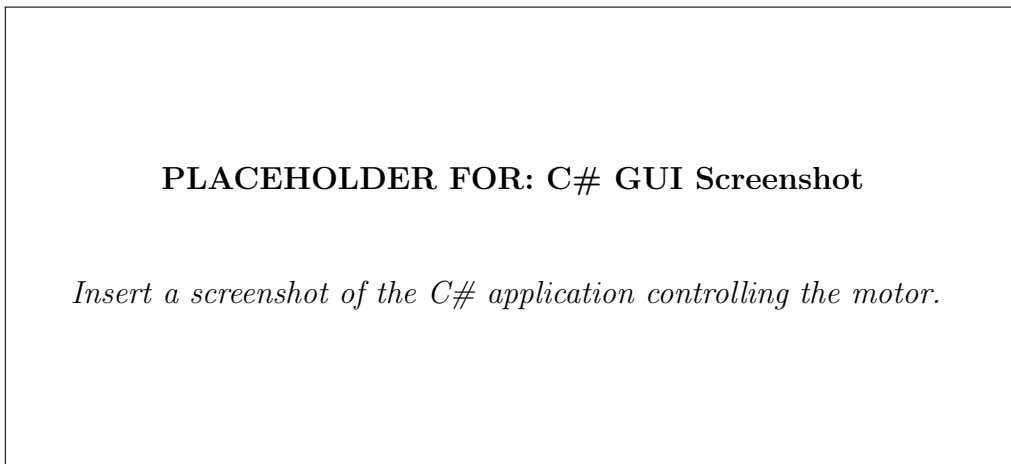 PLACEHOLDER FOR: C# GUI Screenshot
Insert a screenshot of the C# application controlling the motor.